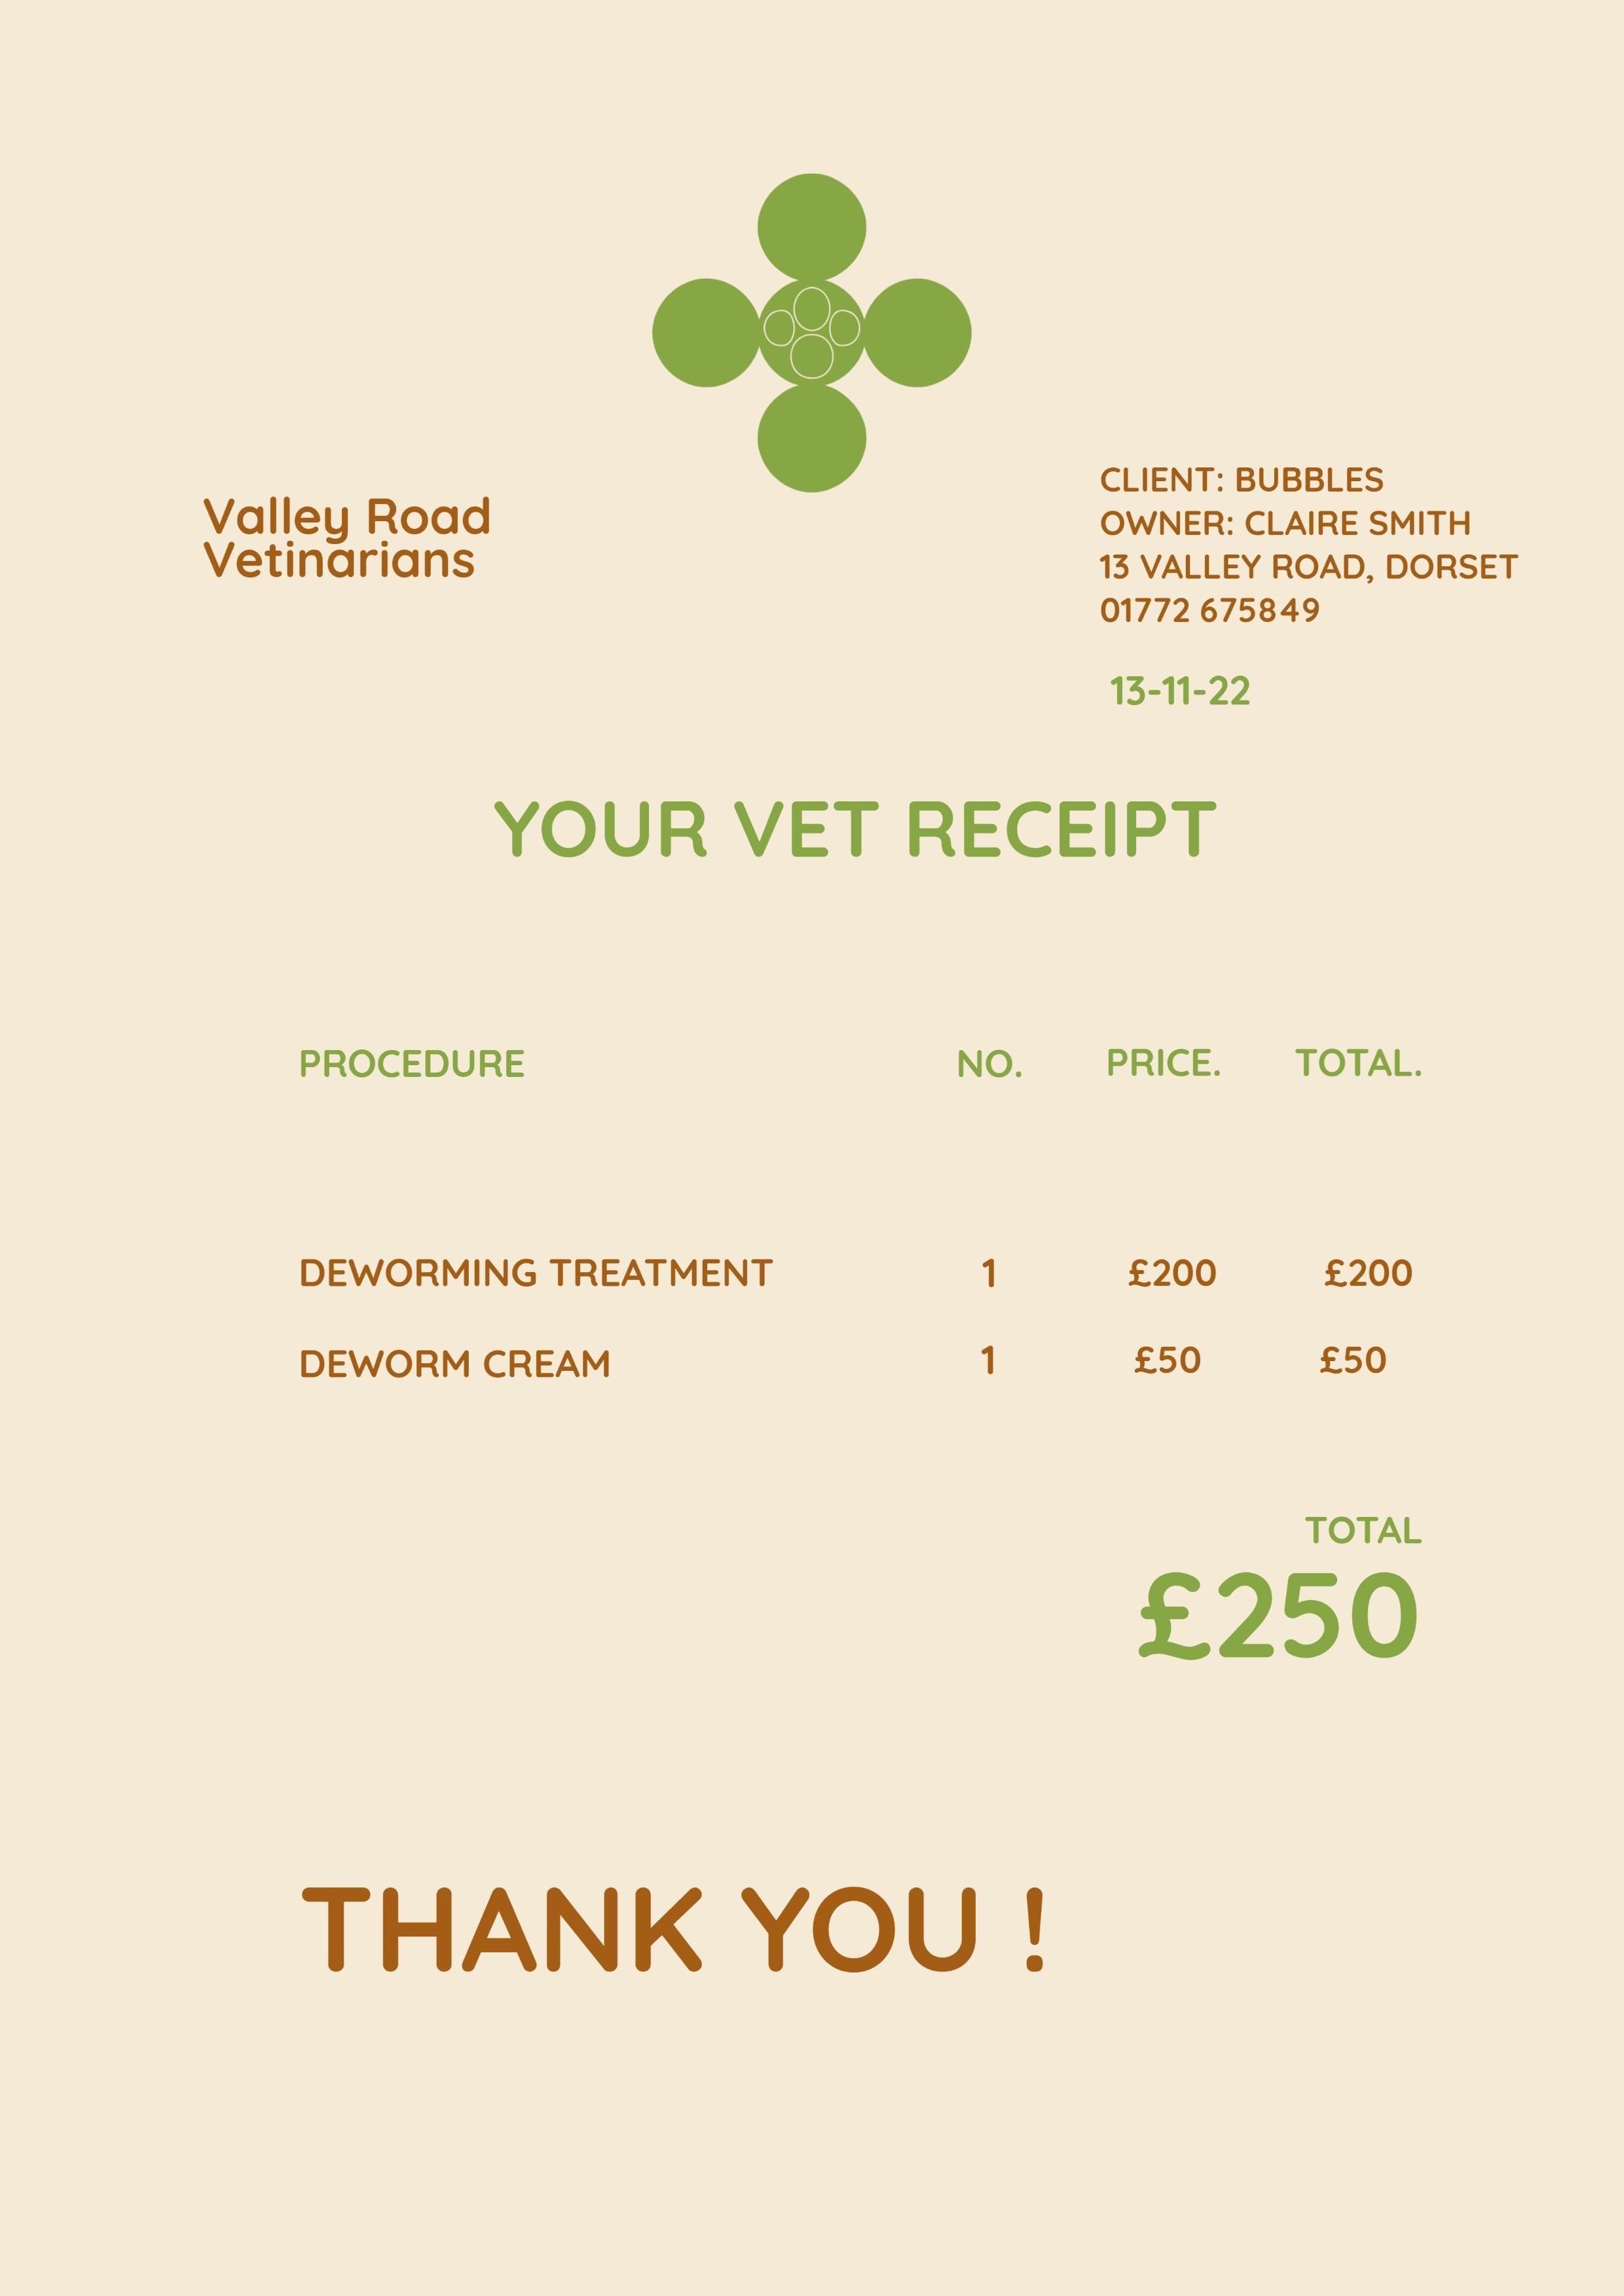 Valley Road
Vetinarians
CLIENT: BUBBLES
OWNER: CLAIRE SMITH
13 VALLEY ROAD, DORSET
01772 675849
13-11-22
YOUR VET RECEIPT
PROCEDURE NO. PRICE. TOTAL.
DEWORMING TREATMENT 1 £200 £200
DEWORM CREAM 1 £50 £50
TOTAL
£250
THANK YOU !